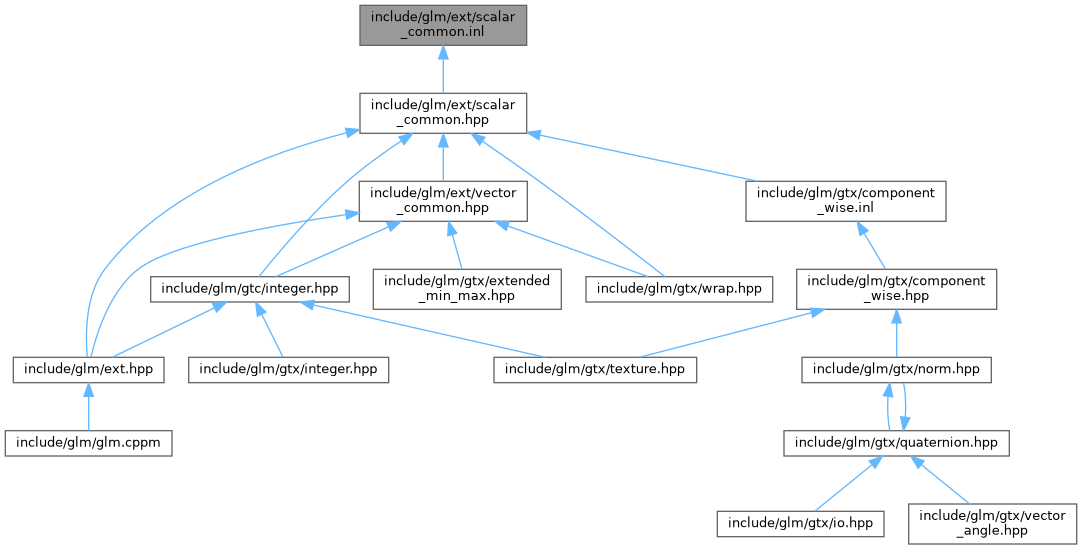 include/glm/ext/scalar
_common.inl
include/glm/ext/scalar
_common.hpp
include/glm/ext/vector
_common.hpp
include/glm/gtx/component
_wise.inl
include/glm/gtc/integer.hpp
include/glm/gtx/extended
_min_max.hpp
include/glm/gtx/wrap.hpp
include/glm/gtx/component
_wise.hpp
include/glm/ext.hpp
include/glm/gtx/integer.hpp
include/glm/gtx/texture.hpp
include/glm/gtx/norm.hpp
include/glm/glm.cppm
include/glm/gtx/quaternion.hpp
include/glm/gtx/io.hpp
include/glm/gtx/vector
_angle.hpp